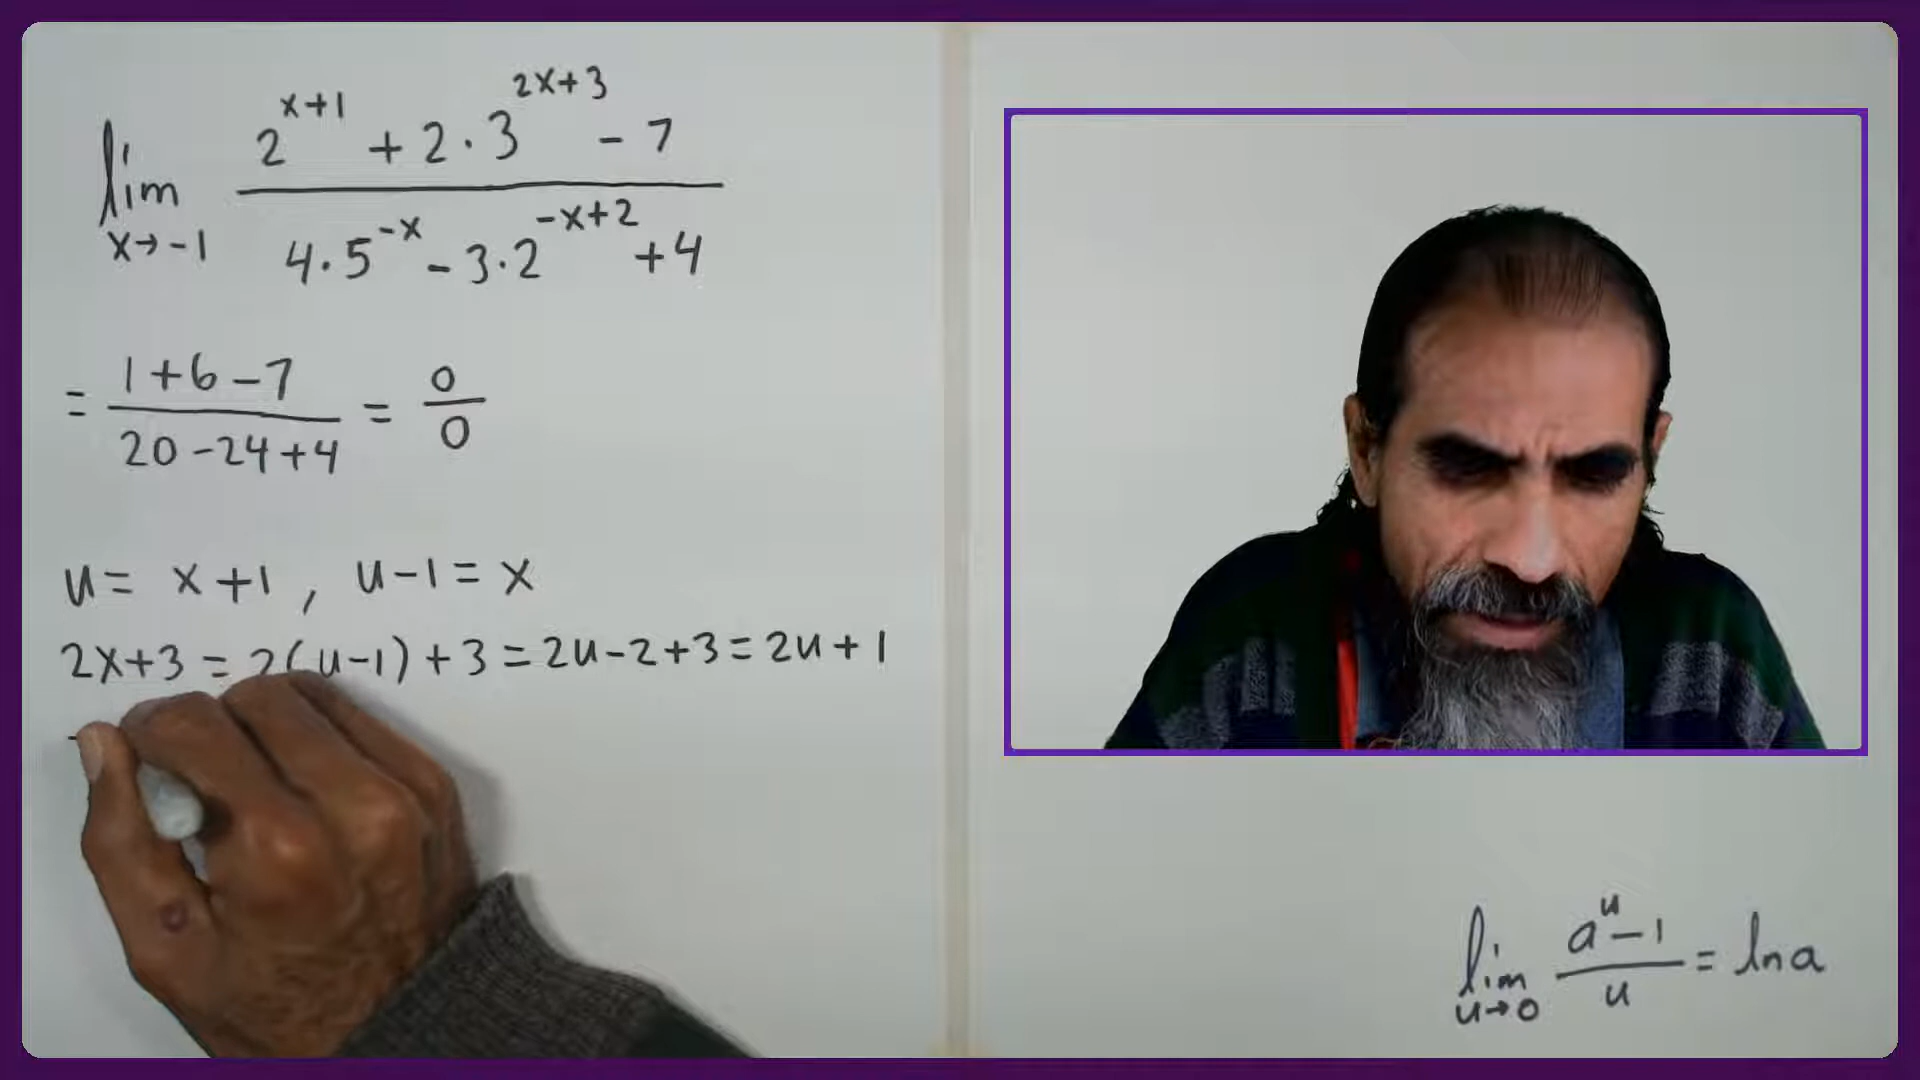 lim x→-1 (2^(x+1) + 2·3^(2x+3) - 7) / (4·5^(-x) - 3·2^(-x+2) + 4)
= (1+6-7)/(20-24+4) = 0/0
u = x+1 , u-1 = x
2x+3 = 2(u-1)+3 = 2u-2+3 = 2u+1
-
lim u→0 (a^u - 1)/u = ln a